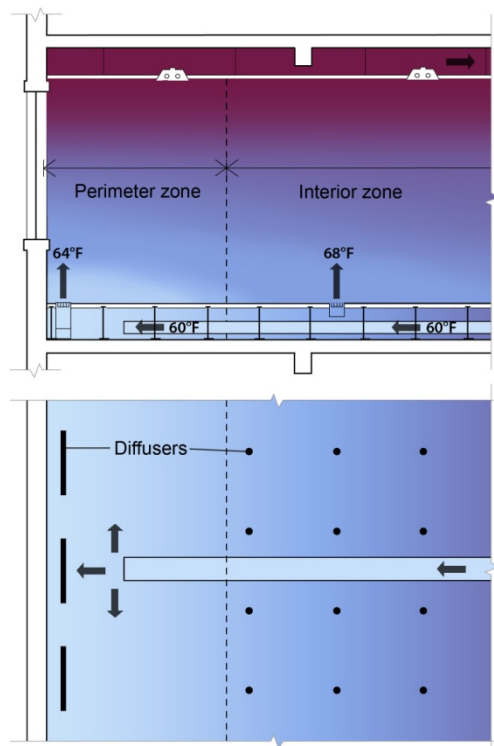 Perimeter zone
Interior zone
64°F
68°F
60°F
60°F
Diffusers